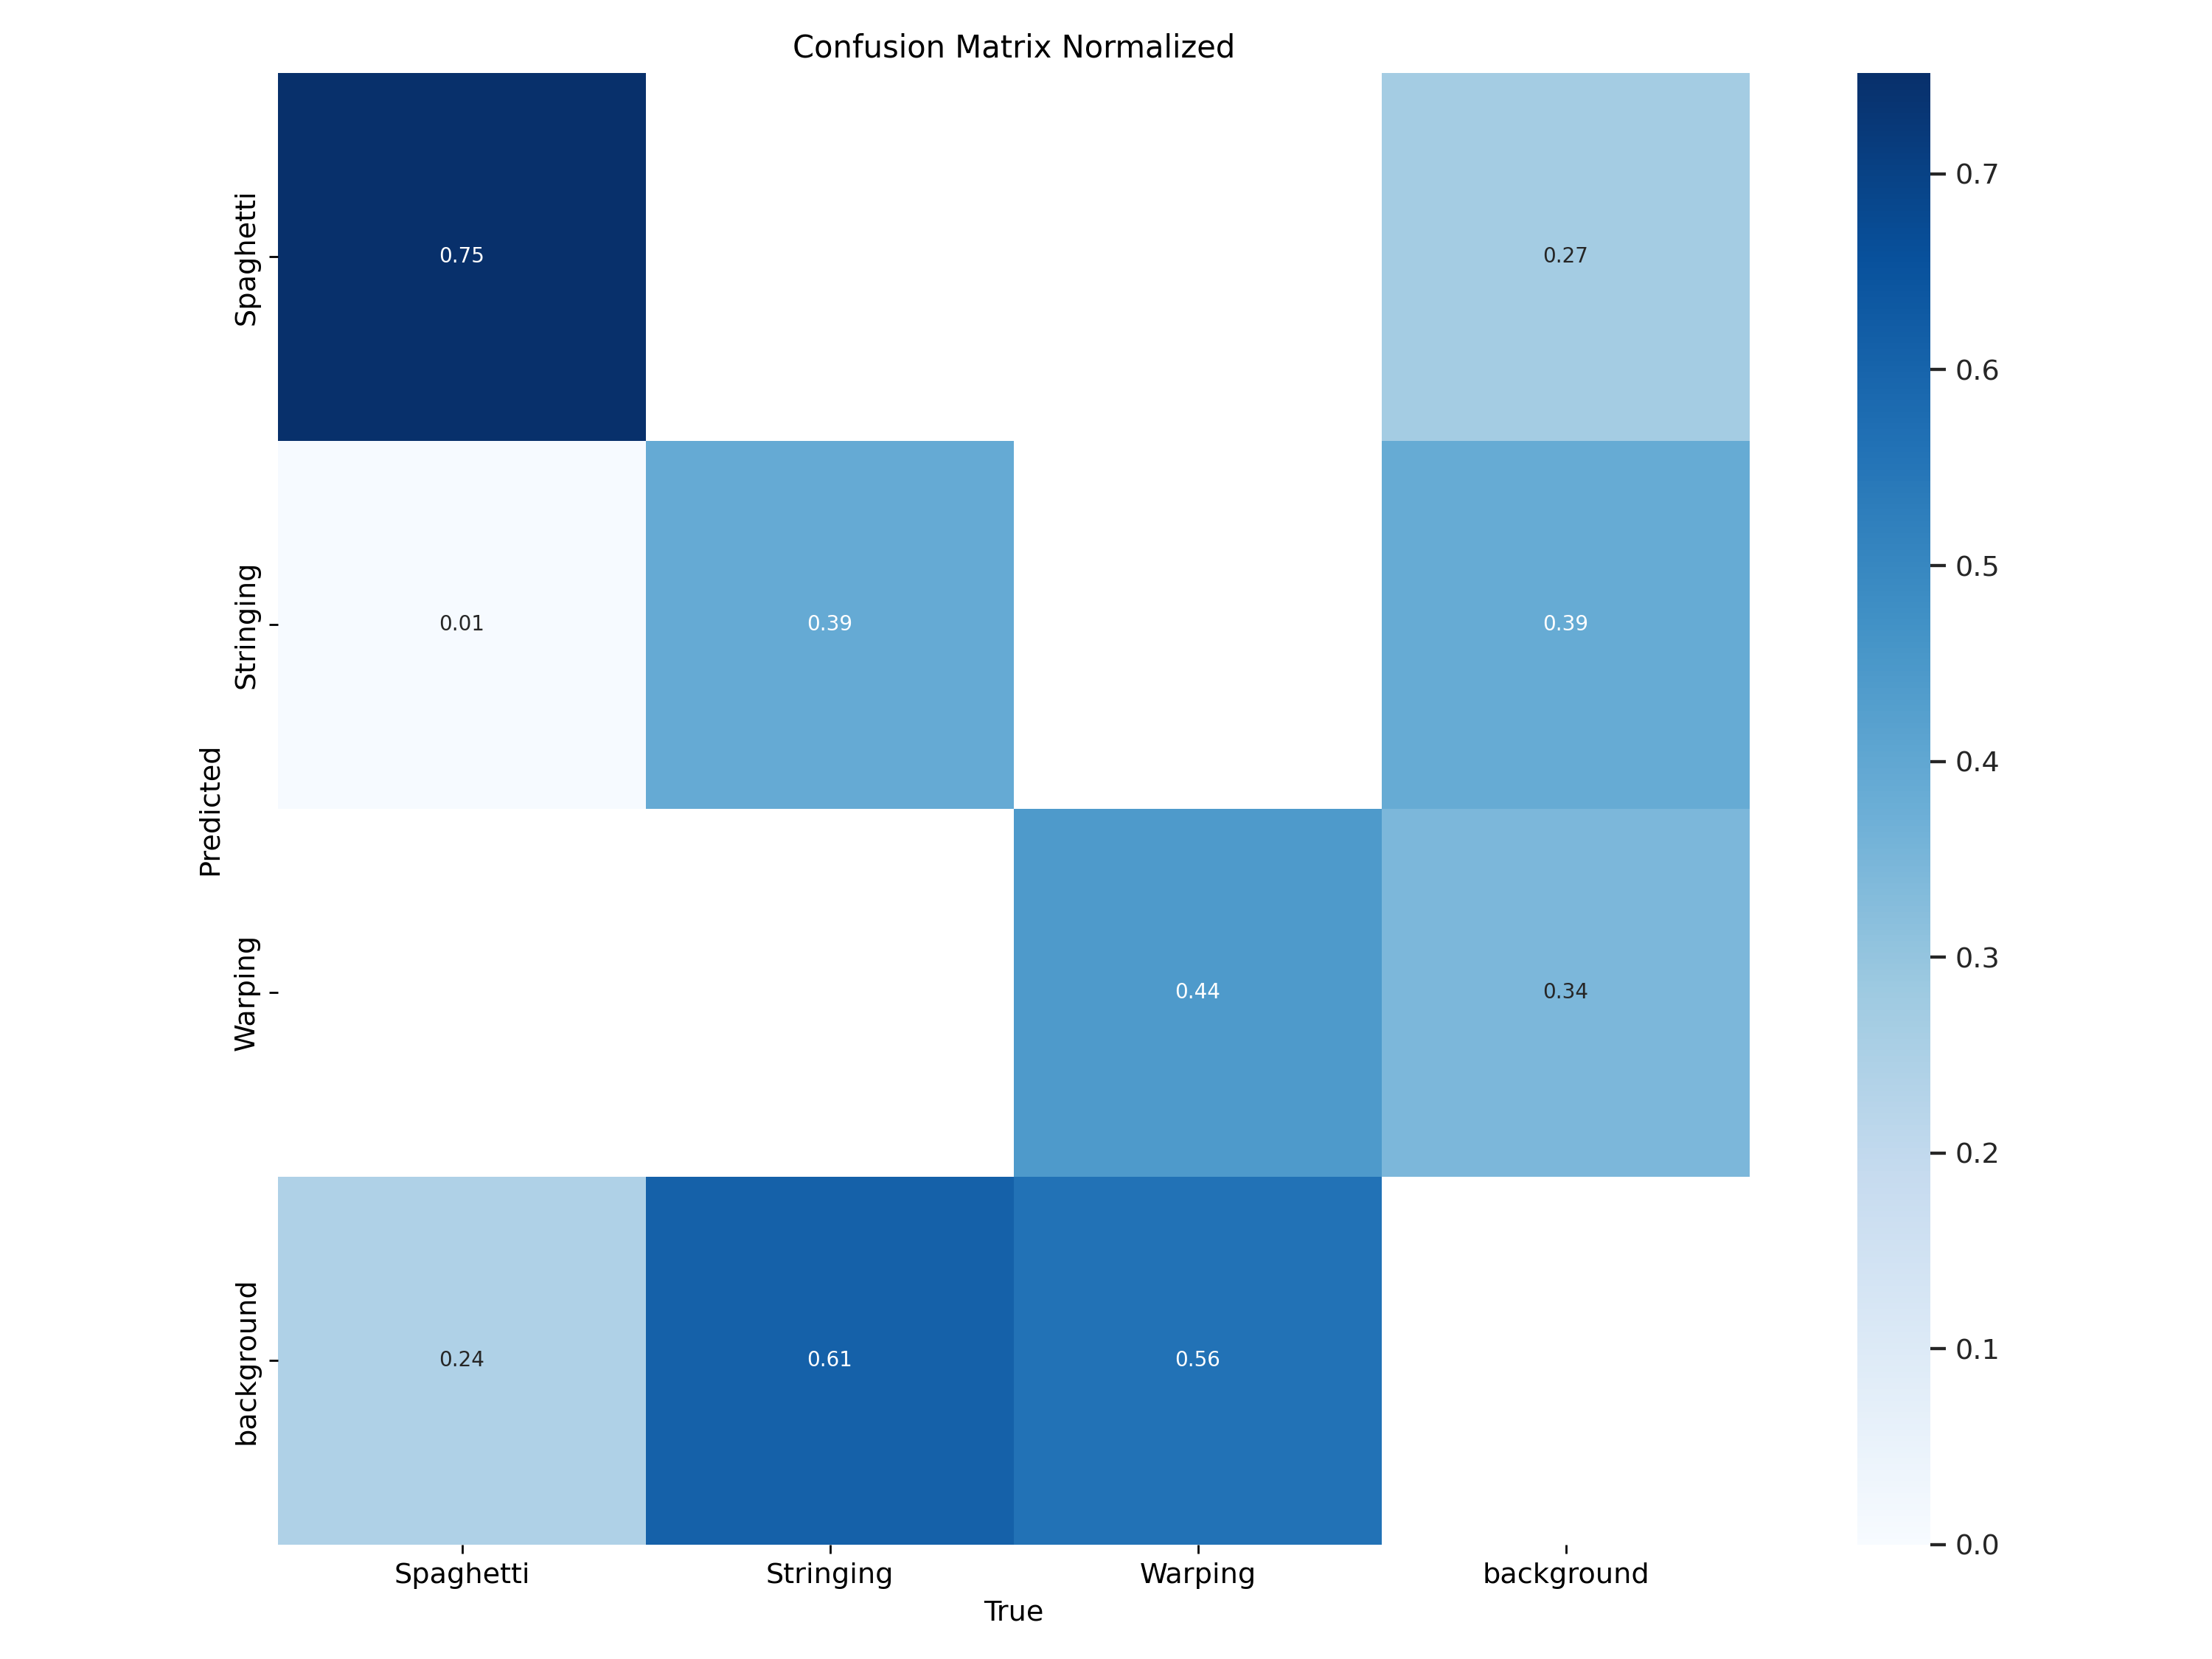 Confusion Matrix Normalized
Spaghetti
0.75
0.27
Stringing
0.01
0.39
0.39
Warping
0.44
0.34
background
0.24
0.61
0.56
Predicted
Spaghetti
Stringing
Warping
background
True
0.7
0.6
0.5
0.4
0.3
0.2
0.1
0.0